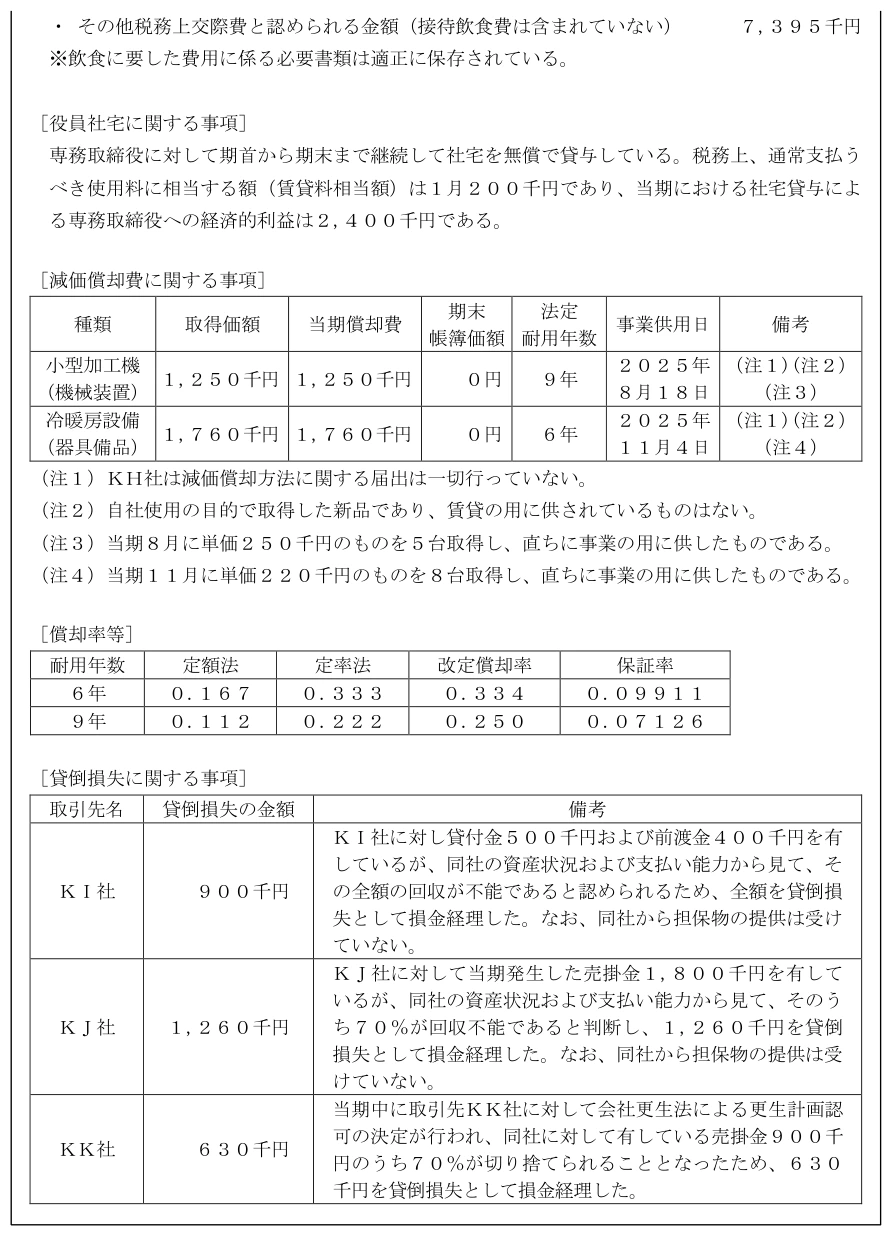 ・ その他税務上交際費と認められる金額（接待飲食費は含まれていない） ７，３９５千円
※飲食に要した費用に係る必要書類は適正に保存されている。
［役員社宅に関する事項］
専務取締役に対して期首から期末まで継続して社宅を無償で貸与している。税務上、通常支払う
べき使用料に相当する額（賃貸料相当額）は１月２００千円であり、当期における社宅貸与によ
る専務取締役への経済的利益は２，４００千円である。
［減価償却費に関する事項］
種類 取得価額 当期償却費 期末 帳簿価額 法定 耐用年数 事業供用日 備考
小型加工機 （機械装置） １，２５０千円 １，２５０千円 ０円 ９年 ２０２５年 ８月１８日 （注１）（注２） （注３）
冷暖房設備 （器具備品） １，７６０千円 １，７６０千円 ０円 ６年 ２０２５年 １１月４日 （注１）（注２） （注４）
（注１）ＫＨ社は減価償却方法に関する届出は一切行っていない。
（注２）自社使用の目的で取得した新品であり、賃貸の用に供されているものはない。
（注３）当期８月に単価２５０千円のものを５台取得し、直ちに事業の用に供したものである。
（注４）当期１１月に単価２２０千円のものを８台取得し、直ちに事業の用に供したものである。
［償却率等］
耐用年数 定額法 定率法 改定償却率 保証率
６年 ０．１６７ ０．３３３ ０．３３４ ０．０９９１１
９年 ０．１１２ ０．２２２ ０．２５０ ０．０７１２６
［貸倒損失に関する事項］
取引先名 貸倒損失の金額 備考
ＫＩ社 ９００千円
ＫＩ社に対し貸付金５００千円および前渡金４００千円を有
しているが、同社の資産状況および支払い能力から見て、そ
の全額の回収が不能であると認められるため、全額を貸倒損
失として損金経理した。なお、同社から担保物の提供は受け
ていない。
ＫＪ社 １，２６０千円
ＫＪ社に対して当期発生した売掛金１，８００千円を有して
いるが、同社の資産状況および支払い能力から見て、そのう
ち７０％が回収不能であると判断し、１，２６０千円を貸倒
損失として損金経理した。なお、同社から担保物の提供は受
けていない。
ＫＫ社 ６３０千円
当期中に取引先ＫＫ社に対して会社更生法による更生計画認
可の決定が行われ、同社に対して有している売掛金９００千
円のうち７０％が切り捨てられることとなったため、６３０
千円を貸倒損失として損金経理した。